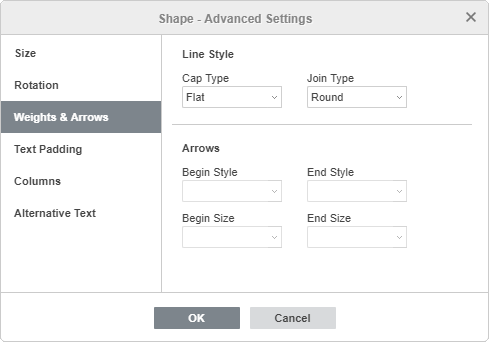 Shape - Advanced Settings
Size
Rotation
Weights & Arrows
Text Padding
Columns
Alternative Text
Line Style
Cap Type
Join Type
Flat
Round
Arrows
Begin Style
End Style
Begin Size
End Size
OK
Cancel